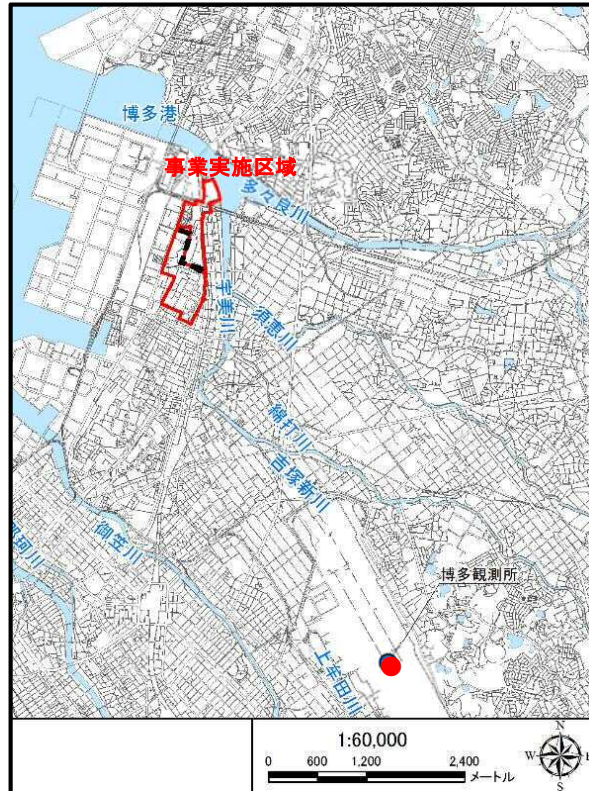 博多港
事業実施区域
多々良川
宇美川
須恵川
綿打川
吉塚新川
御笠川
那珂川
博多観測所
上牟田川
1:60,000
0 600 1,200 2,400
メートル
N
W E
S